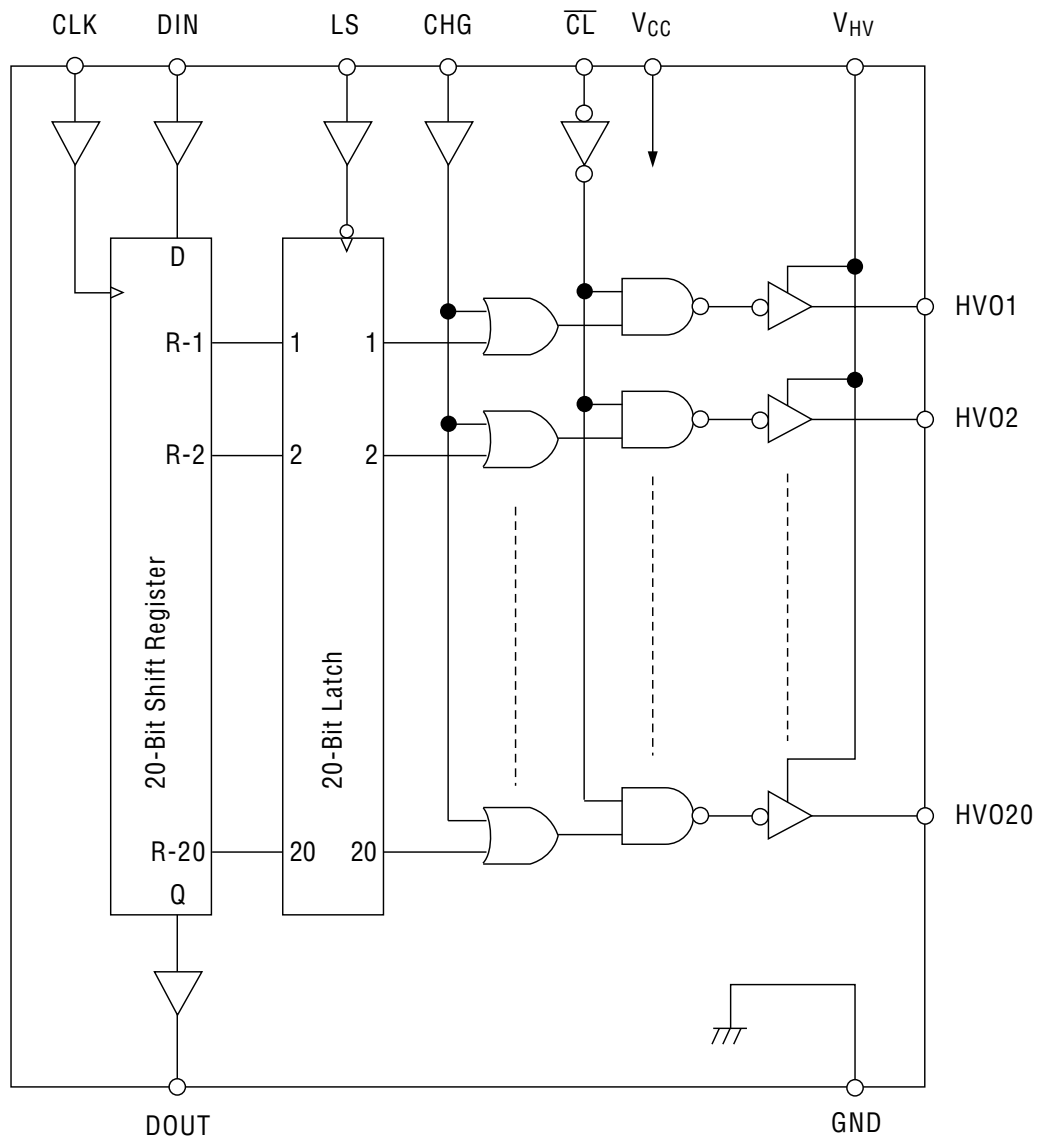 CLK DIN LS CHG C̅L̅ VCC VHV
D
HVO1
R-1 1 1
HVO2
R-2 2 2
20-Bit Shift Register
20-Bit Latch
HVO20
R-20 20 20
Q
DOUT GND